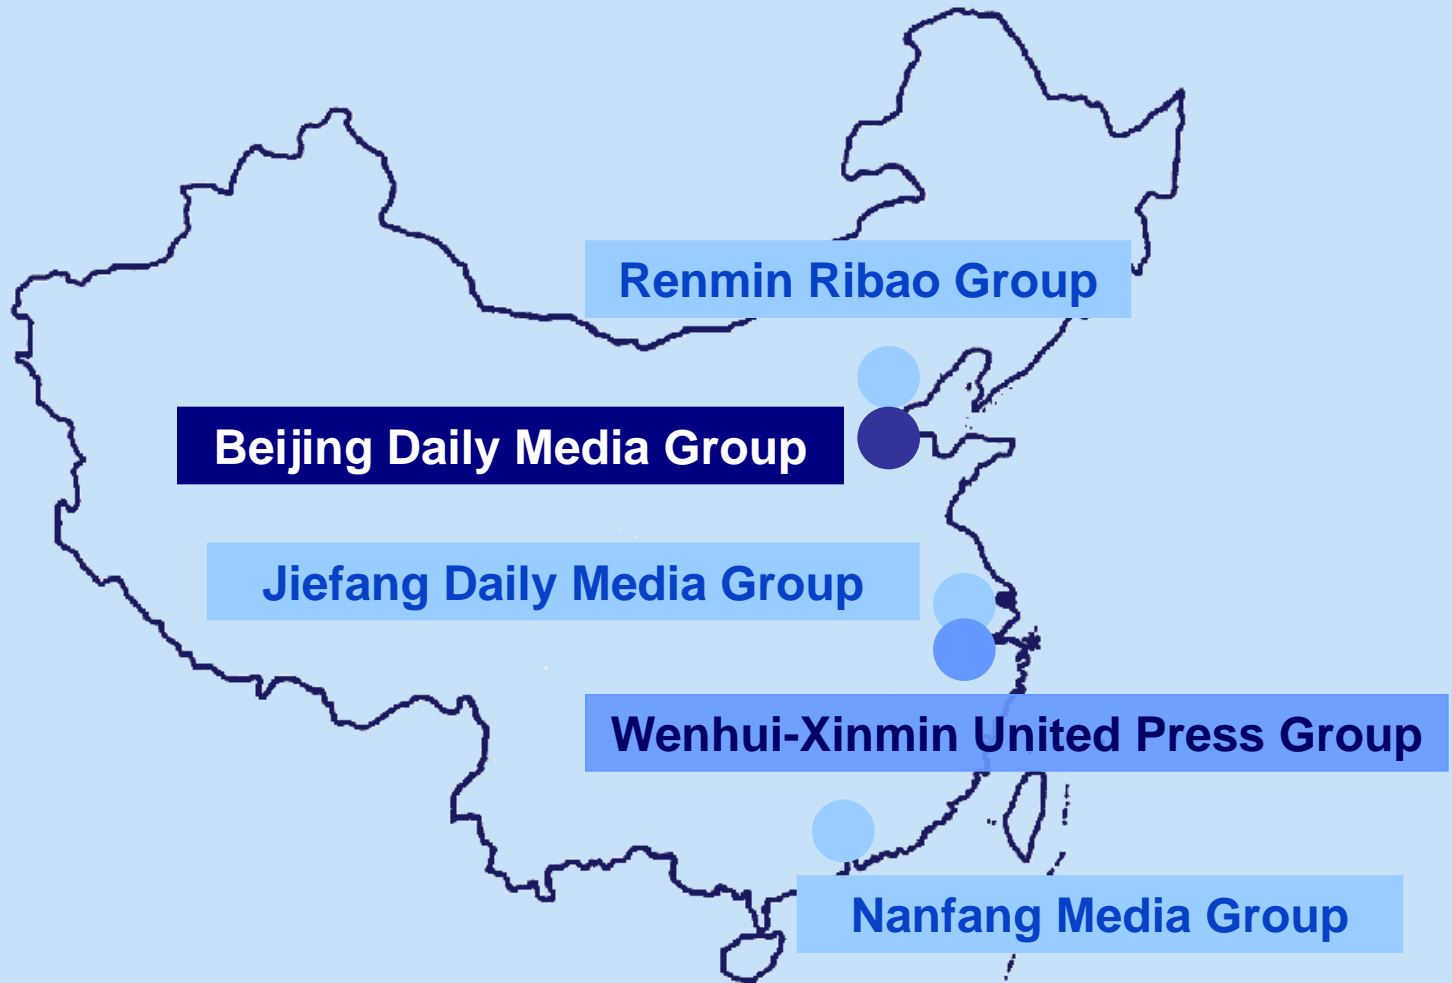 Renmin Ribao Group
Beijing Daily Media Group
Jiefang Daily Media Group
Wenhui-Xinmin United Press Group
Nanfang Media Group